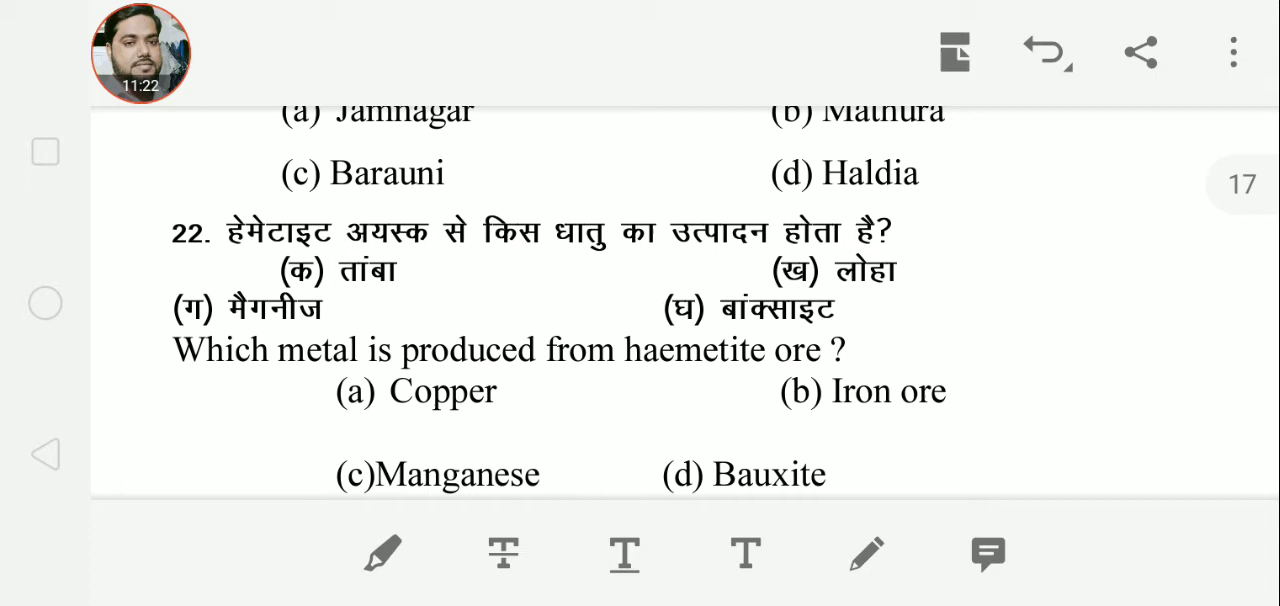 11:22
(a) Jamnagar (b) Mathura
(c) Barauni (d) Haldia
17
22. हेमेटाइट अयस्क से किस धातु का उत्पादन होता है?
(क) तांबा (ख) लोहा
(ग) मैगनीज (घ) बांक्साइट
Which metal is produced from haemetite ore ?
(a) Copper (b) Iron ore
(c)Manganese (d) Bauxite